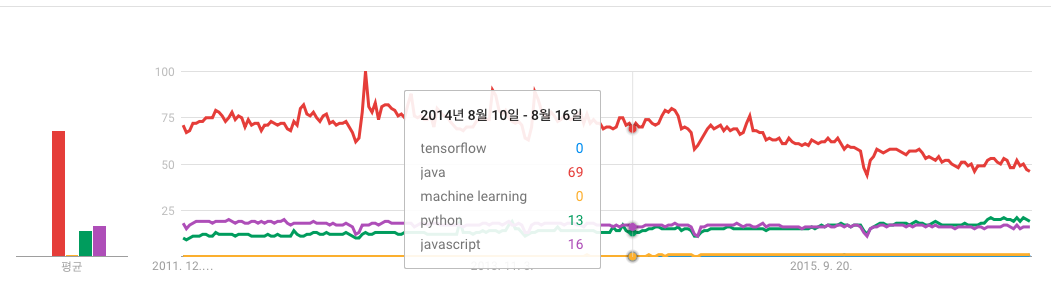 100
75
50
25
2014년 8월 10일 - 8월 16일
tensorflow 0
java 69
machine learning 0
python 13
javascript 16
평균
2011. 12....
2015. 9. 20.